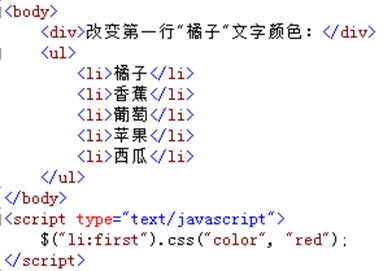 <body>
<div>改变第一行"橘子"文字颜色：</div>
<ul>
<li>橘子</li>
<li>香蕉</li>
<li>葡萄</li>
<li>苹果</li>
<li>西瓜</li>
</ul>
</body>
<script type="text/javascript">
$("li:first").css("color", "red");
</script>